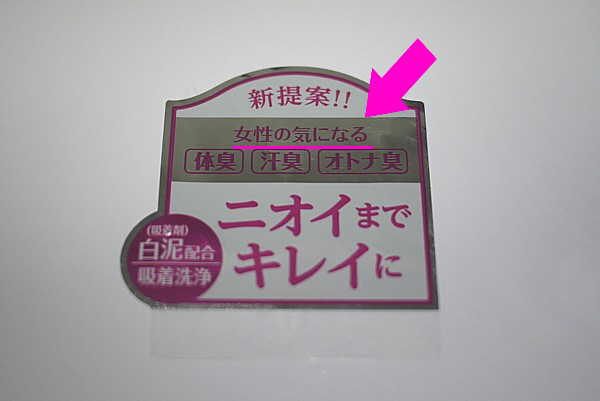 新提案!!
女性の気になる
体臭 汗臭 オトナ臭
ニオイまで
キレイに
(吸着剤)
白泥配合
吸着洗浄